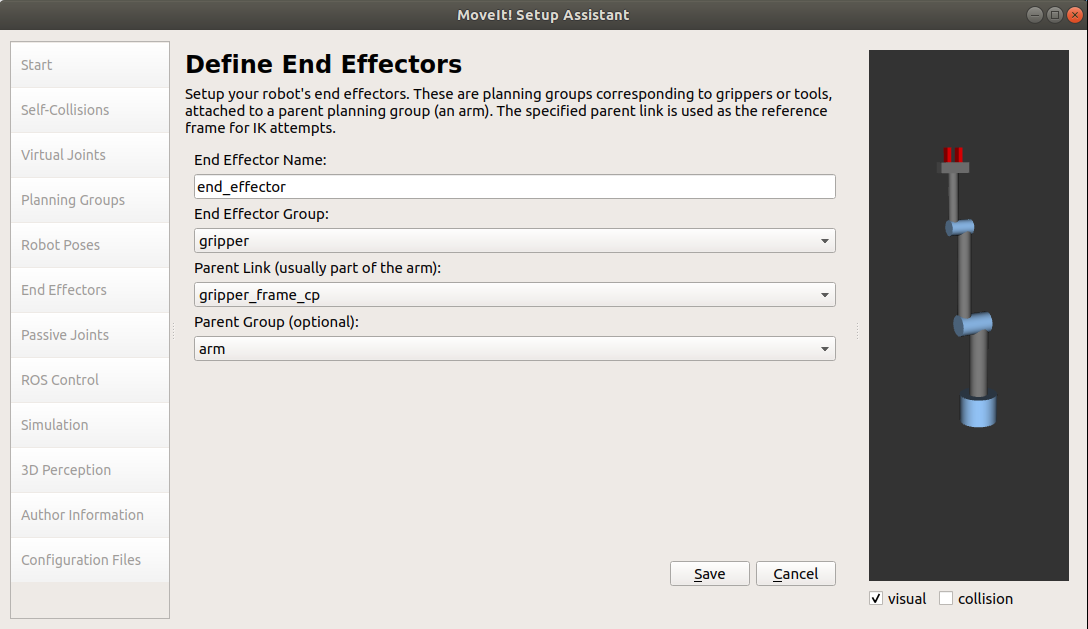 MoveIt! Setup Assistant
Start
Self-Collisions
Virtual Joints
Planning Groups
Robot Poses
End Effectors
Passive Joints
ROS Control
Simulation
3D Perception
Author Information
Configuration Files
Define End Effectors
Setup your robot's end effectors. These are planning groups corresponding to grippers or tools,
attached to a parent planning group (an arm). The specified parent link is used as the reference
frame for IK attempts.
End Effector Name:
end_effector
End Effector Group:
gripper
Parent Link (usually part of the arm):
gripper_frame_cp
Parent Group (optional):
arm
Save
Cancel
visual
collision